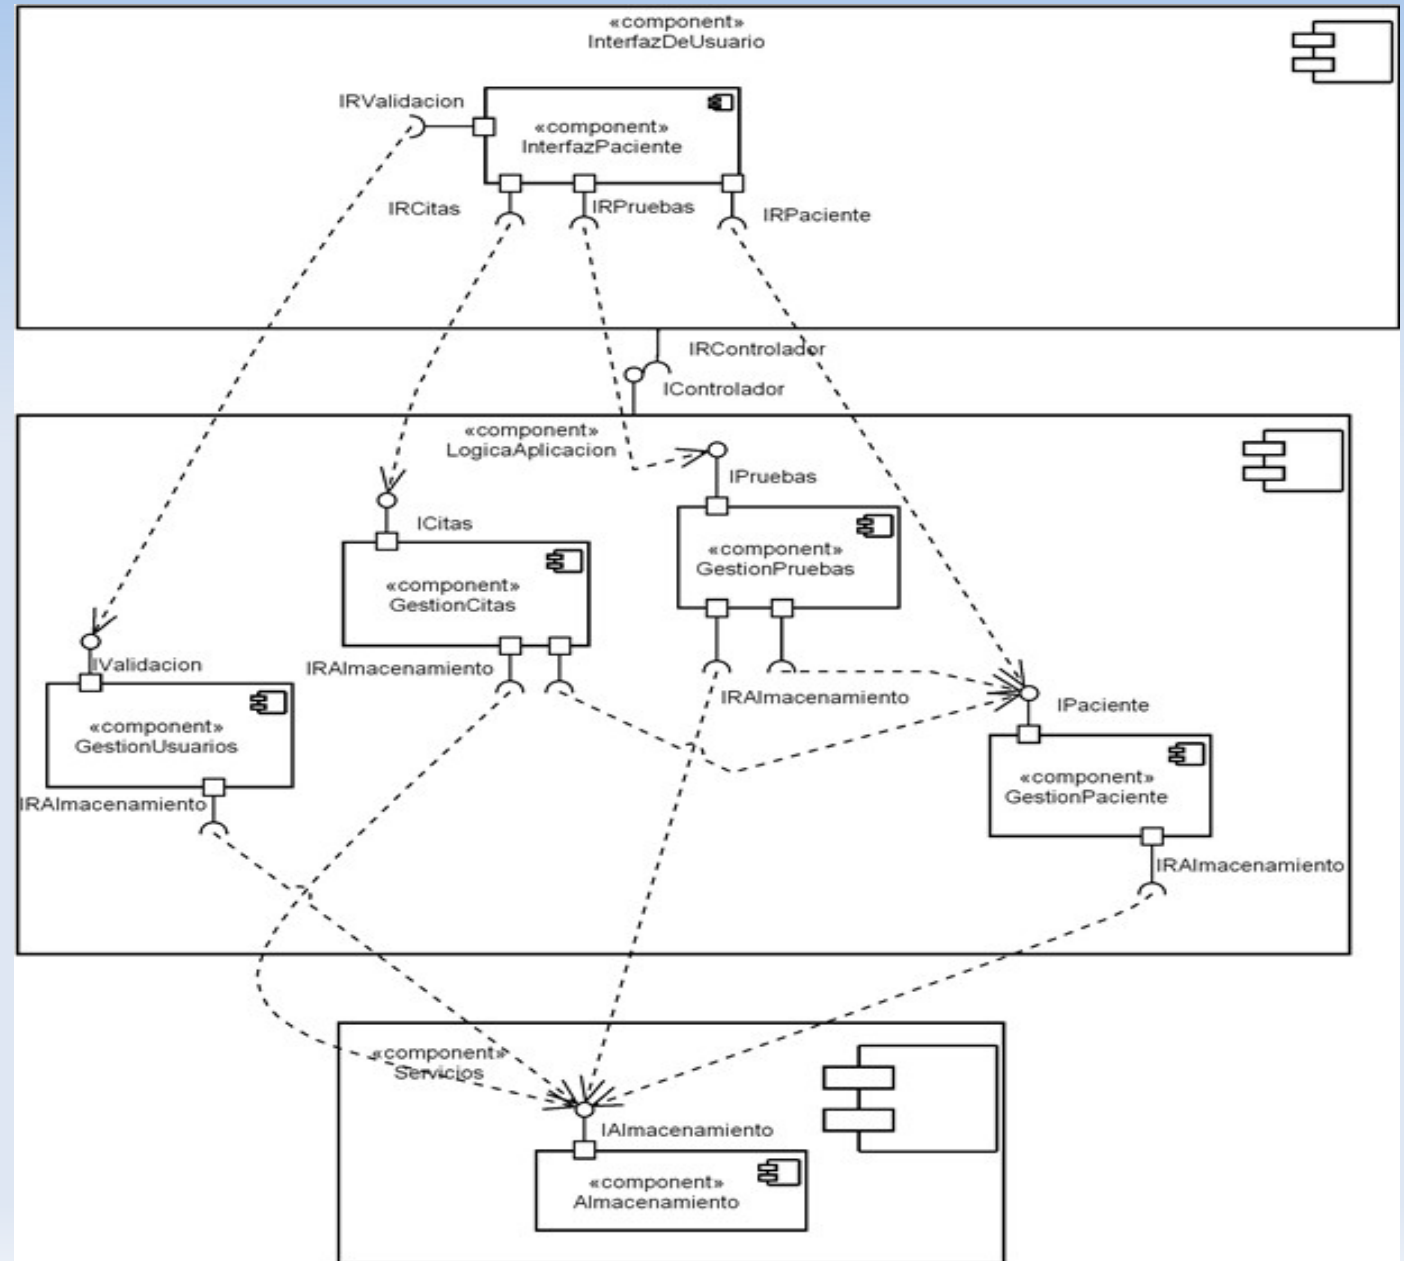 «component»
InterfazDeUsuario
IRValidacion
«component»
InterfazPaciente
IRCitas
IRPruebas
IRPaciente
IRControlador
IControlador
«component»
LogicaAplicacion
IPruebas
ICitas
«component»
GestionPruebas
«component»
GestionCitas
IValidacion
IRAlmacenamiento
IRAlmacenamiento
IPaciente
«component»
GestionUsuarios
«component»
GestionPaciente
IRAlmacenamiento
IRAlmacenamiento
«component»
Servicios
IAlmacenamiento
«component»
Almacenamiento